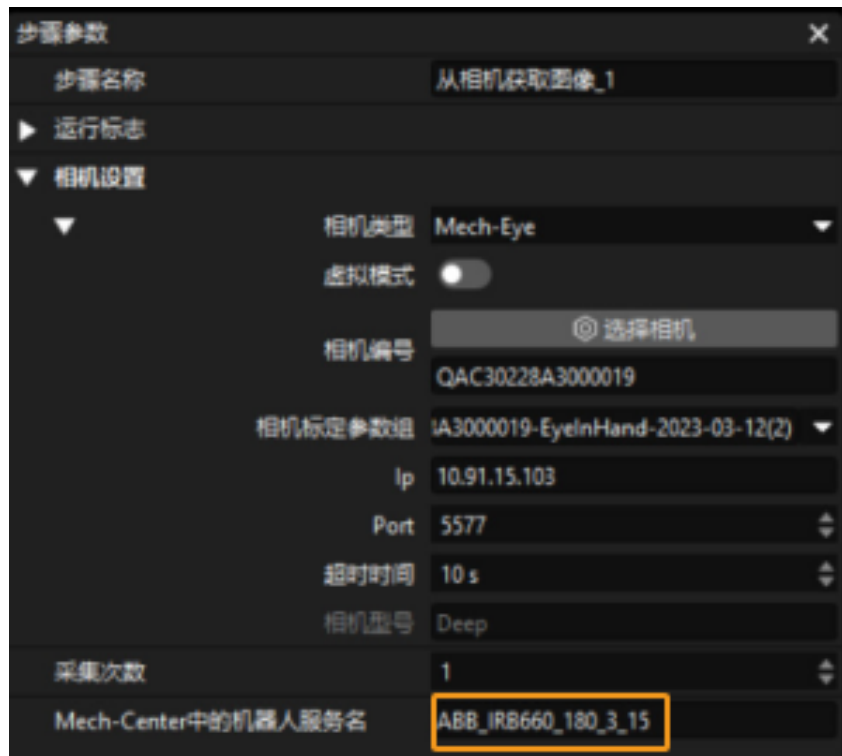 步骤参数
步骤名称 从相机获取图像_1
运行标志
相机设置
相机类型 Mech-Eye
虚拟模式
选择相机
相机编号
QAC30228A3000019
相机标定参数组 A3000019-EyeInHand-2023-03-12(2)
Ip 10.91.15.103
Port 5577
超时时间 10 s
相机型号 Deep
采集次数 1
Mech-Center中的机器人服务名 ABB_IRB660_180_3_15